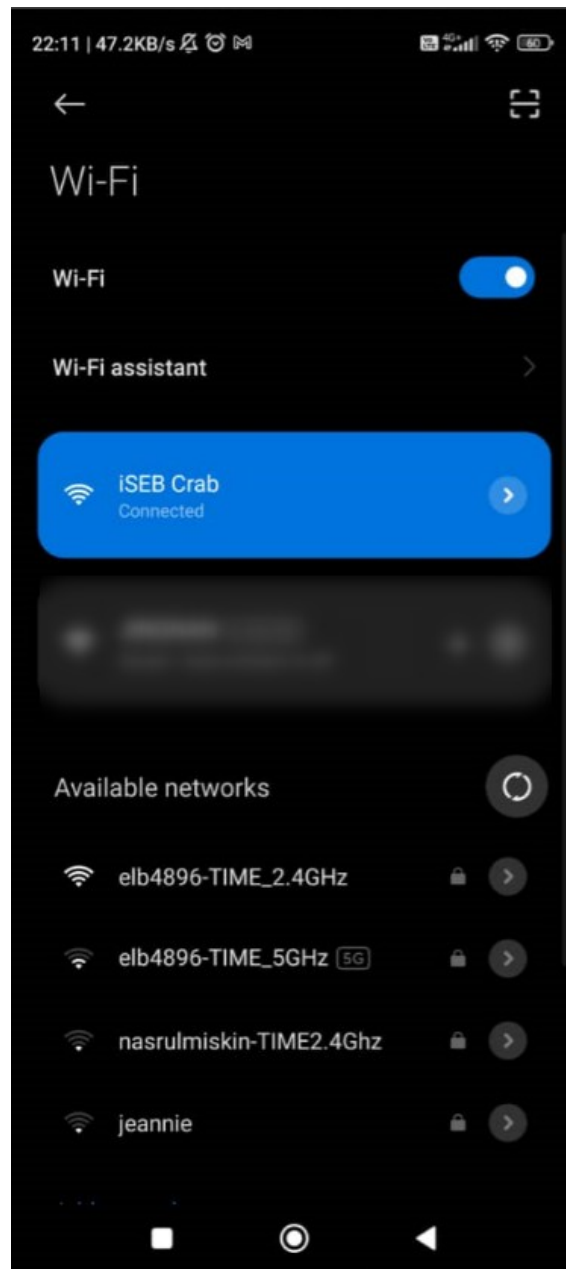 22:11 | 47.2KB/s 60
Wi-Fi
Wi-Fi
Wi-Fi assistant
iSEB Crab
Connected
Available networks
elb4896-TIME_2.4GHz
elb4896-TIME_5GHz 5G
nasrulmiskin-TIME2.4Ghz
jeannie